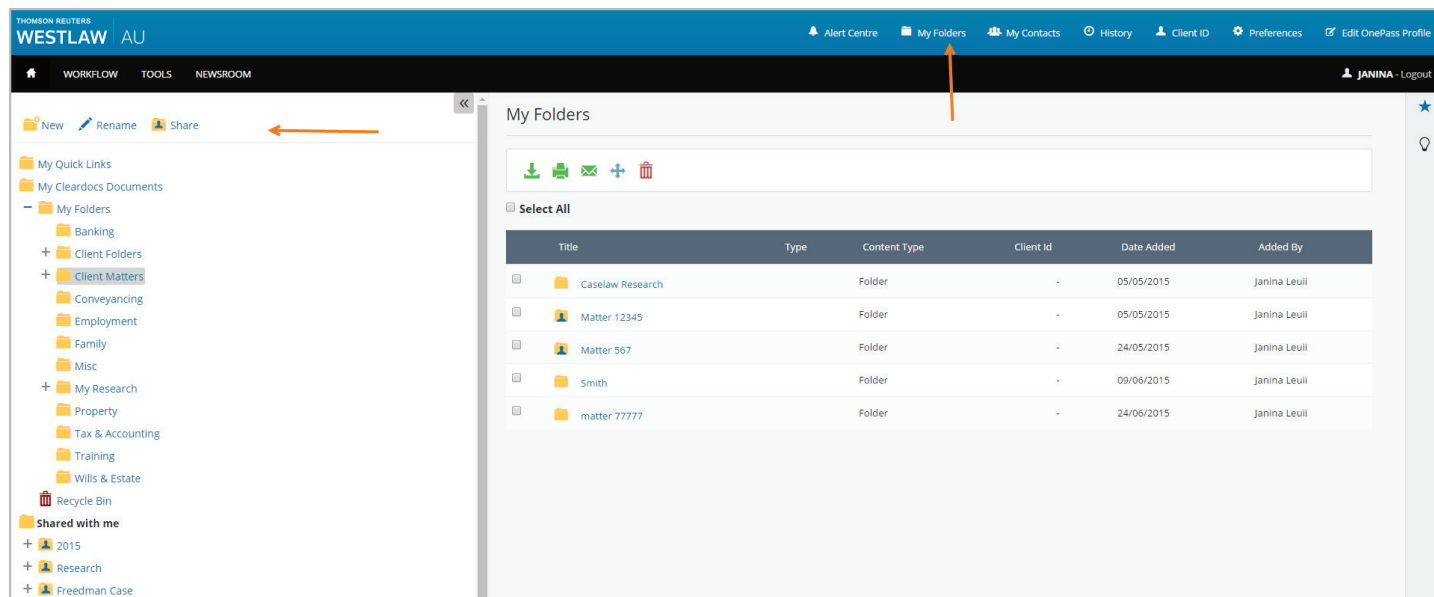 THOMSON REUTERS
WESTLAW AU
Alert Centre My Folders My Contacts History Client ID Preferences Edit OnePass Profile
WORKFLOW TOOLS NEWSROOM JANINA - Logout
New Rename Share
My Quick Links
My Cleardocs Documents
My Folders
Banking
Client Folders
Client Matters
Conveyancing
Employment
Family
Misc
My Research
Property
Tax & Accounting
Training
Wills & Estate
Recycle Bin
Shared with me
2015
Research
Freedman Case
My Folders
Select All
Title Type Content Type Client Id Date Added Added By
Caselaw Research Folder - 05/05/2015 Janina Leuii
Matter 12345 Folder - 05/05/2015 Janina Leuii
Matter 567 Folder - 24/05/2015 Janina Leuii
Smith Folder - 09/06/2015 Janina Leuii
matter 77777 Folder - 24/06/2015 Janina Leuii